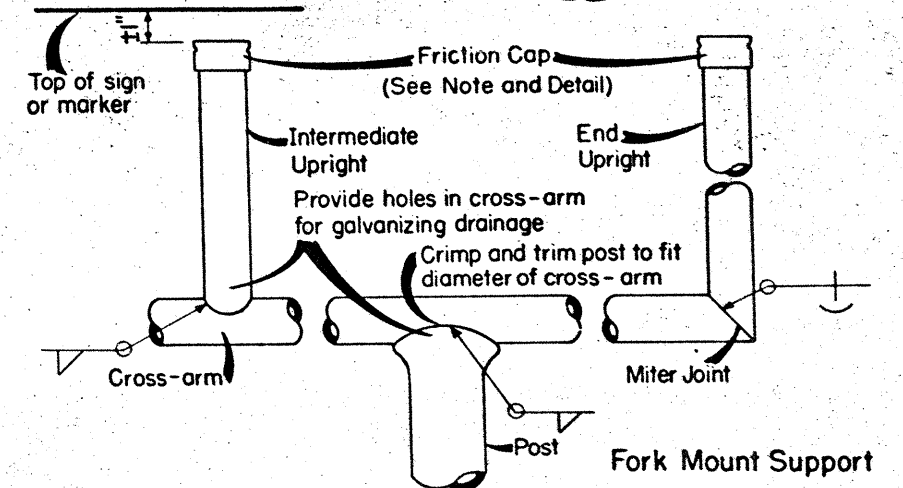 1"
Top of sign
or marker
Friction Cap
(See Note and Detail)
Intermediate
Upright
End
Upright
Provide holes in cross-arm
for galvanizing drainage
Crimp and trim post to fit
diameter of cross-arm
Cross-arm
Miter Joint
Post
Fork Mount Support